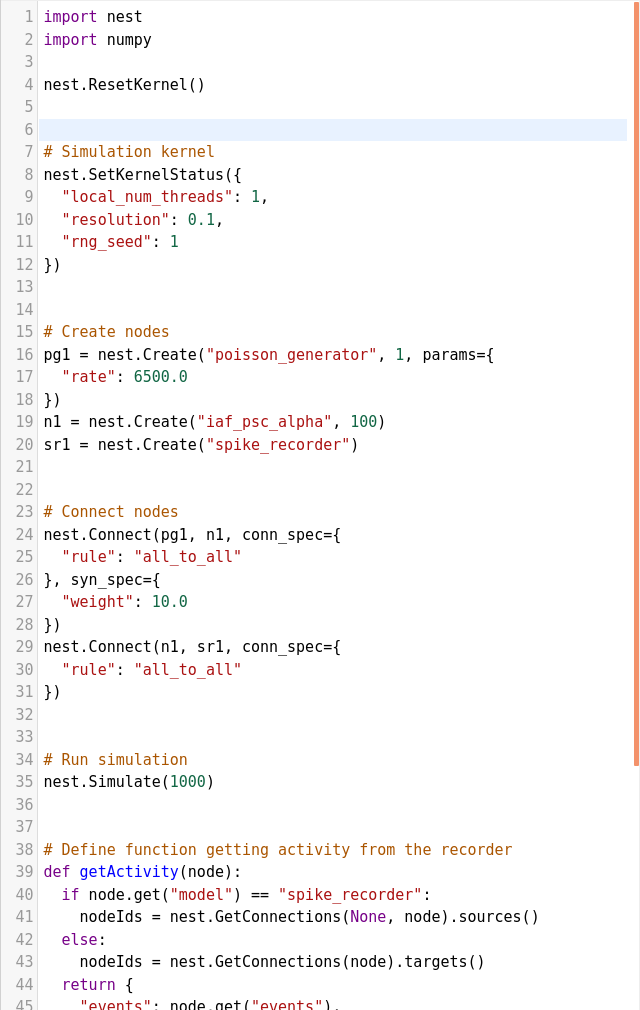 1 import nest
2 import numpy
3
4 nest.ResetKernel()
5
6
7 # Simulation kernel
8 nest.SetKernelStatus({
9   "local_num_threads": 1,
10   "resolution": 0.1,
11   "rng_seed": 1
12 })
13
14
15 # Create nodes
16 pg1 = nest.Create("poisson_generator", 1, params={
17   "rate": 6500.0
18 })
19 n1 = nest.Create("iaf_psc_alpha", 100)
20 sr1 = nest.Create("spike_recorder")
21
22
23 # Connect nodes
24 nest.Connect(pg1, n1, conn_spec={
25   "rule": "all_to_all"
26 }, syn_spec={
27   "weight": 10.0
28 })
29 nest.Connect(n1, sr1, conn_spec={
30   "rule": "all_to_all"
31 })
32
33
34 # Run simulation
35 nest.Simulate(1000)
36
37
38 # Define function getting activity from the recorder
39 def getActivity(node):
40   if node.get("model") == "spike_recorder":
41     nodeIds = nest.GetConnections(None, node).sources()
42   else:
43     nodeIds = nest.GetConnections(node).targets()
44   return {
45     "events": node.get("events"),